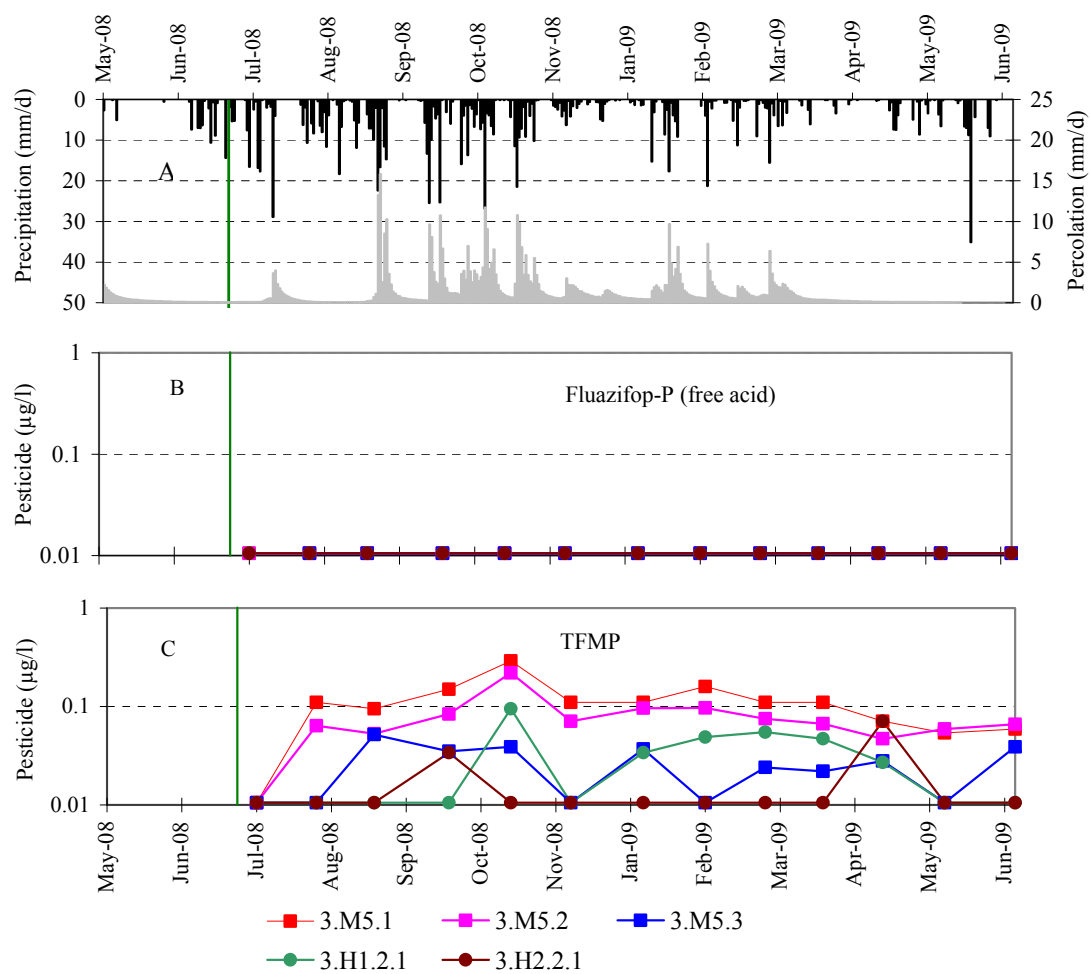 May-08 Jun-08 Jul-08 Aug-08 Sep-08 Oct-08 Nov-08 Jan-09 Feb-09 Mar-09 Apr-09 May-09 Jun-09
Precipitation (mm/d)
0
10
20
30
40
50
A
25
20
15
10
5
0
Percolation (mm/d)
Pesticide (µg/l)
1
0.1
0.01
B
Fluazifop-P (free acid)
Pesticide (µg/l)
1
0.1
0.01
C
TFMP
May-08 Jun-08 Jul-08 Aug-08 Sep-08 Oct-08 Nov-08 Jan-09 Feb-09 Mar-09 Apr-09 May-09 Jun-09
3.M5.1 3.M5.2 3.M5.3
3.H1.2.1 3.H2.2.1